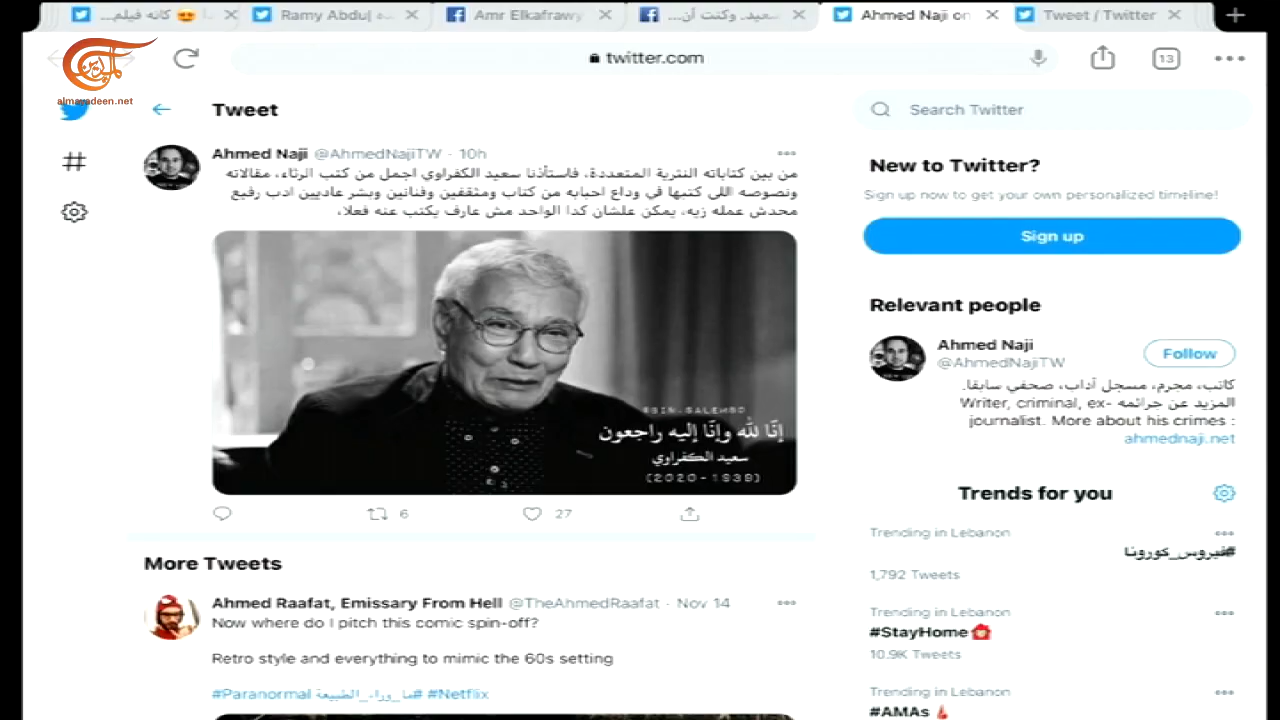 كانه فيلم...
Ramy Abdu|
Amr Elkafrawy
سعيد. وكنت أن...
Ahmed Naji on
Tweet / Twitter
twitter.com
13
almayadeen.net
Tweet
Search Twitter
Ahmed Naji @AhmedNajiTW · 10h
من بين كتاباته النثرية المتعددة، فاستأذنا سعيد الكفراوي اجمل من كتب الرثاء، مقالاته
ونصوصه اللى كتبها في وداع احبابه من كتاب ومثقفين وفنانين وبشر عاديين ادب رفيع
محدش عمله زيه، يمكن علشان كدا الواحد مش عارف يكتب عنه فعلا،
إنّا لله وإنّا إليه راجعون
سعيد الكفراوي
(2020-1939)
6
27
More Tweets
Ahmed Raafat, Emissary From Hell @TheAhmedRaafat · Nov 14
Now where do I pitch this comic spin-off?
Retro style and everything to mimic the 60s setting
#Paranormal #ما_وراء_الطبيعة #Netflix
New to Twitter?
Sign up now to get your own personalized timeline!
Sign up
Relevant people
Ahmed Naji
@AhmedNajiTW
Follow
كاتب، مجرم، مسجل آداب، صحفي سابقا.
المزيد عن جرائمه Writer, criminal, ex-
journalist. More about his crimes :
ahmednaji.net
Trends for you
Trending in Lebanon
#فيروس_كورونا
1,792 Tweets
Trending in Lebanon
#StayHome
10.9K Tweets
Trending in Lebanon
#AMAs